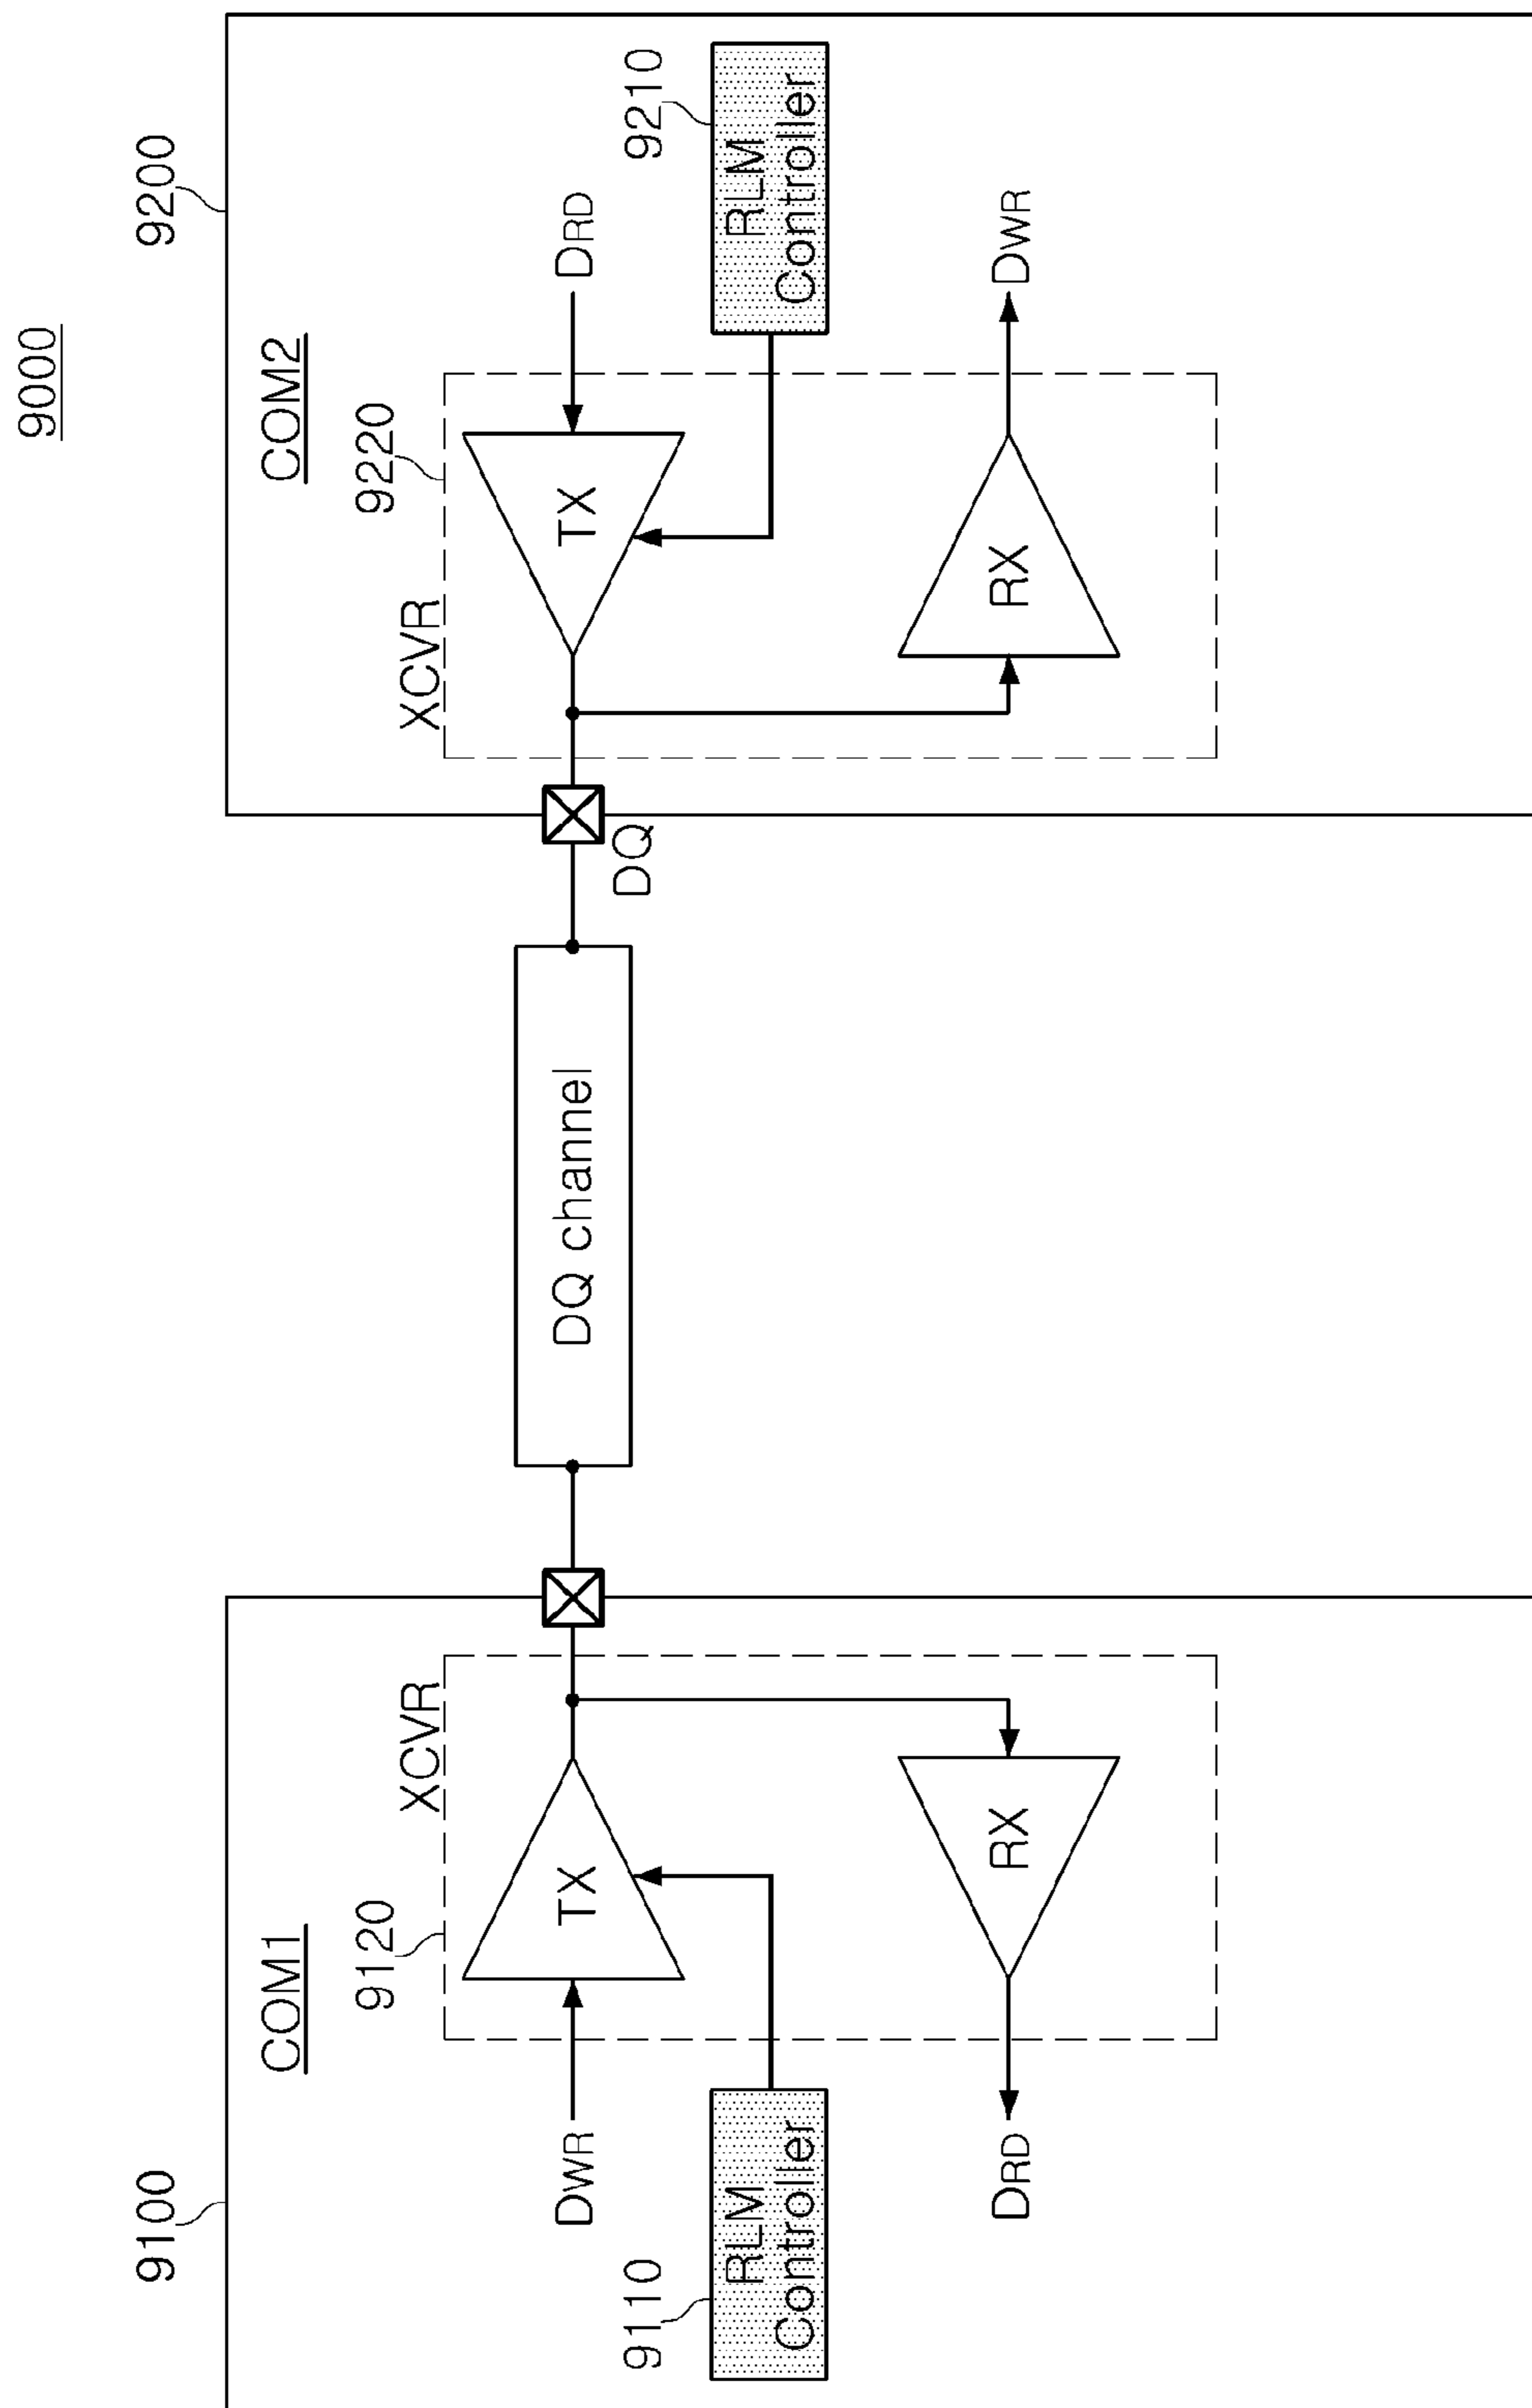 9000
9100
9200
COM1
COM2
9120
XCVR
XCVR
9220
DWR
TX
DQ channel
TX
DRD
DQ
9110
RLM
Controller
9210
RLM
Controller
DRD
RX
RX
DWR